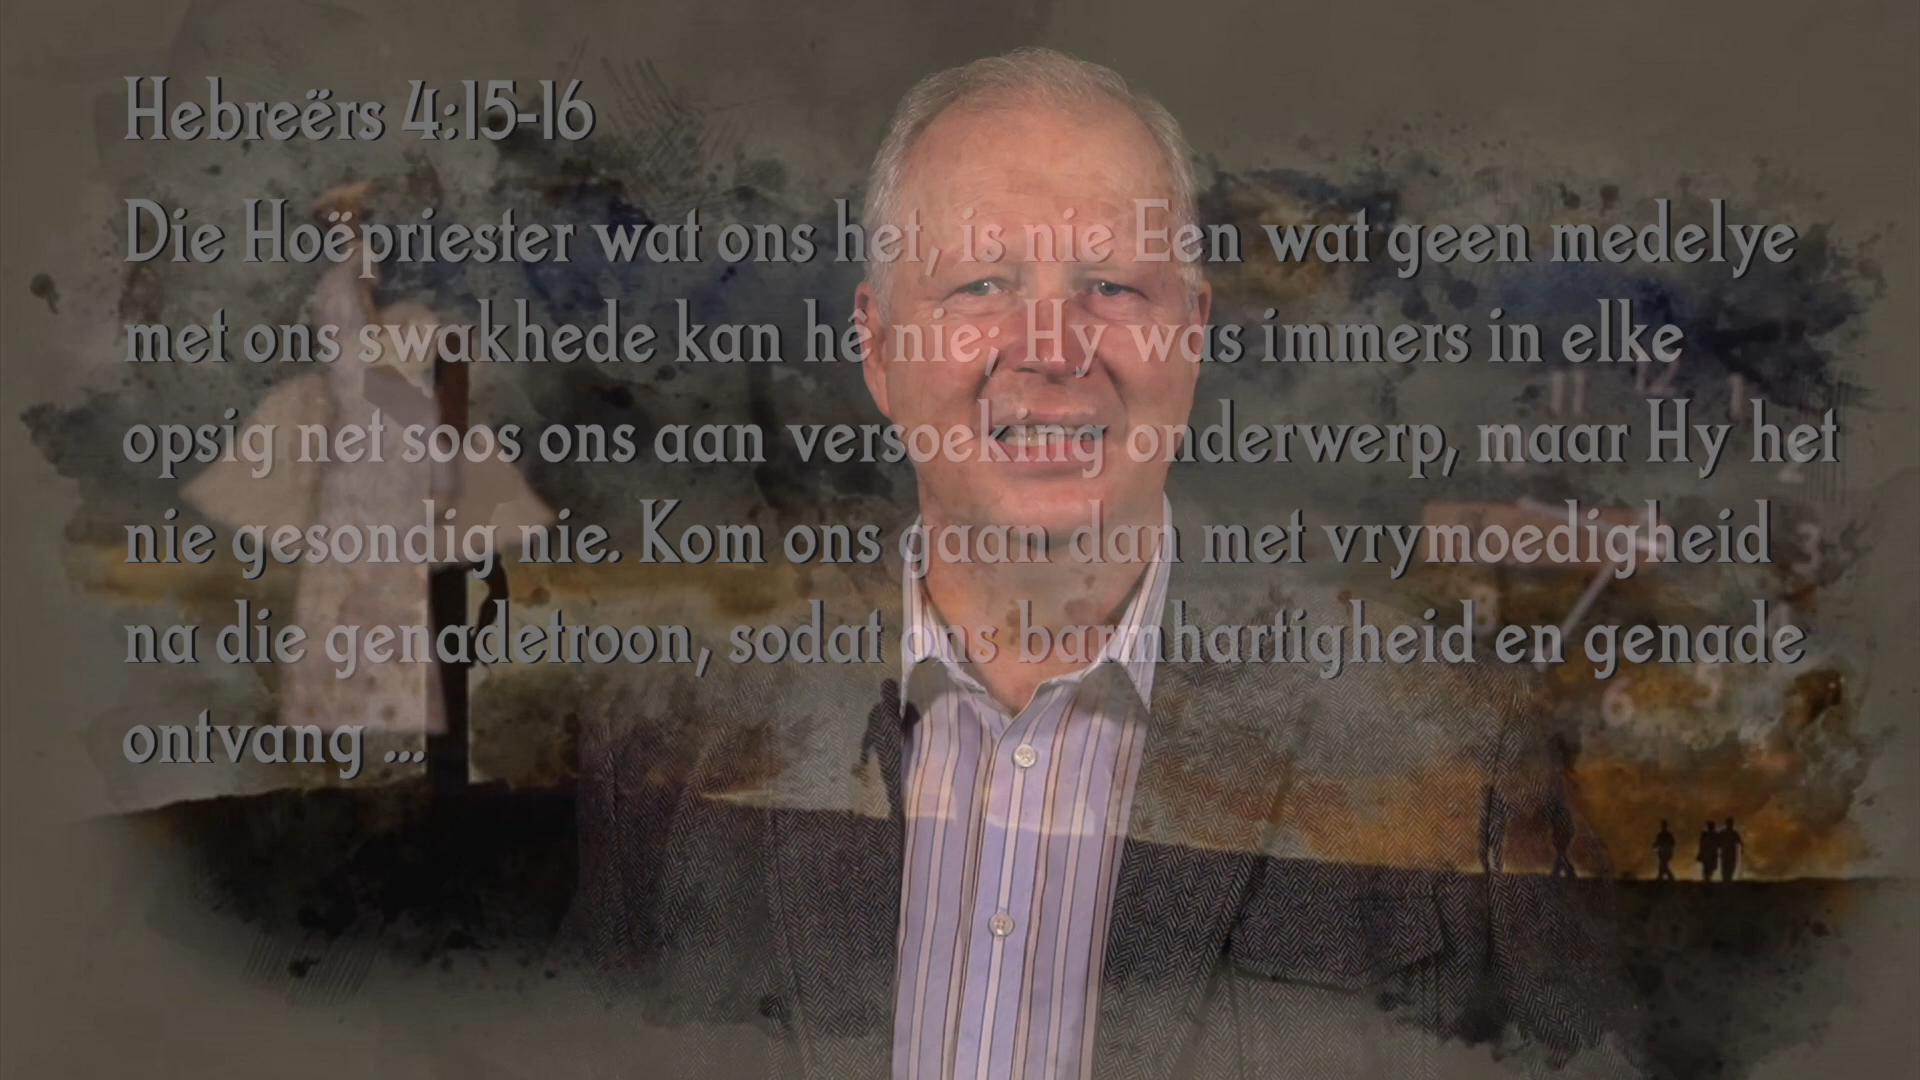 Hebreërs 4:15-16
Die Hoëpriester wat ons het, is nie Een wat geen medelye
met ons swakhede kan hê nie; Hy was immers in elke
opsig net soos ons aan versoeking onderwerp, maar Hy het
nie gesondig nie. Kom ons gaan dan met vrymoedigheid
na die genadetroon, sodat ons barmhartigheid en genade
ontvang ...